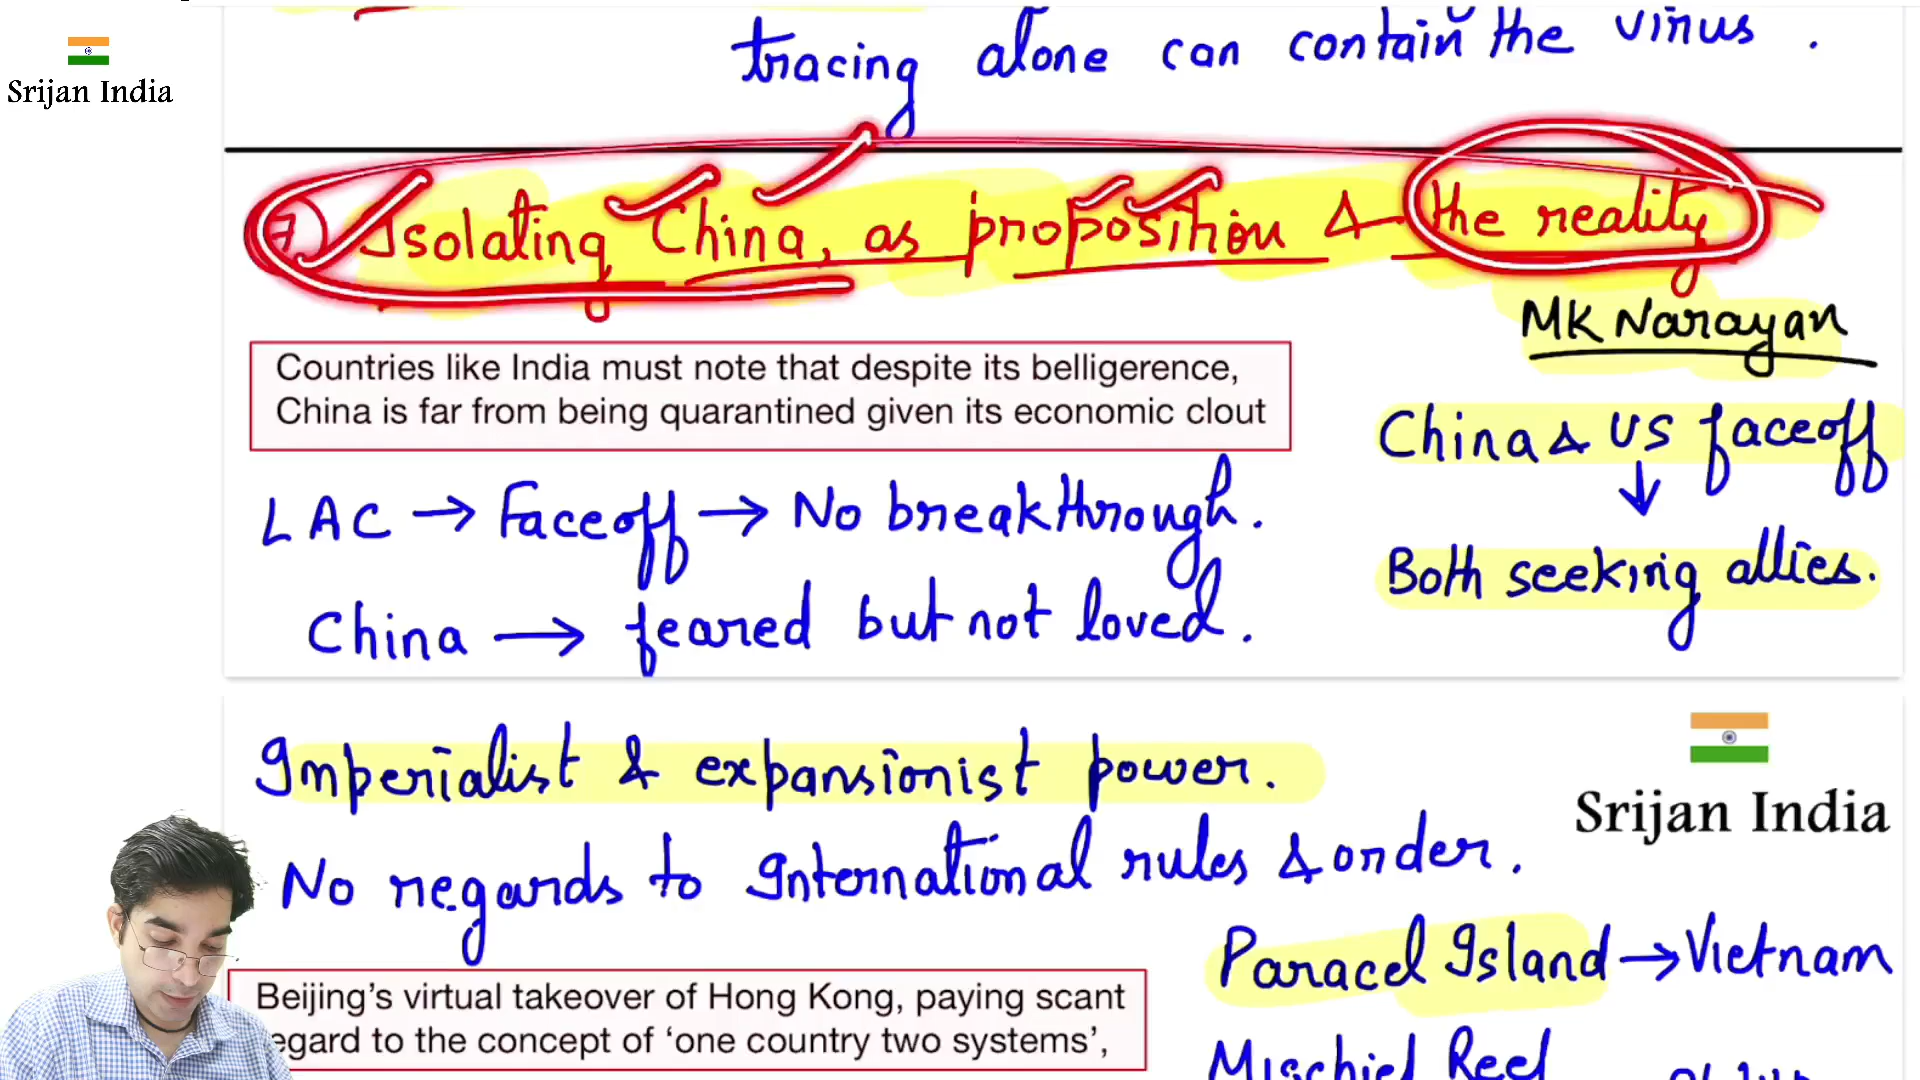 tracing alone can contain the virus.
Srijan India
7) Isolating China, as proposition & the reality
MK Narayan
Countries like India must note that despite its belligerence,
China is far from being quarantined given its economic clout
China & US faceoff
↓
Both seeking allies.
LAC → Faceoff → No breakthrough.
China → feared but not loved.
Imperialist & expansionist power.
Srijan India
No regards to International rules & order.
Paracel Island → Vietnam
Beijing's virtual takeover of Hong Kong, paying scant
egard to the concept of 'one country two systems',
Mischief Reef